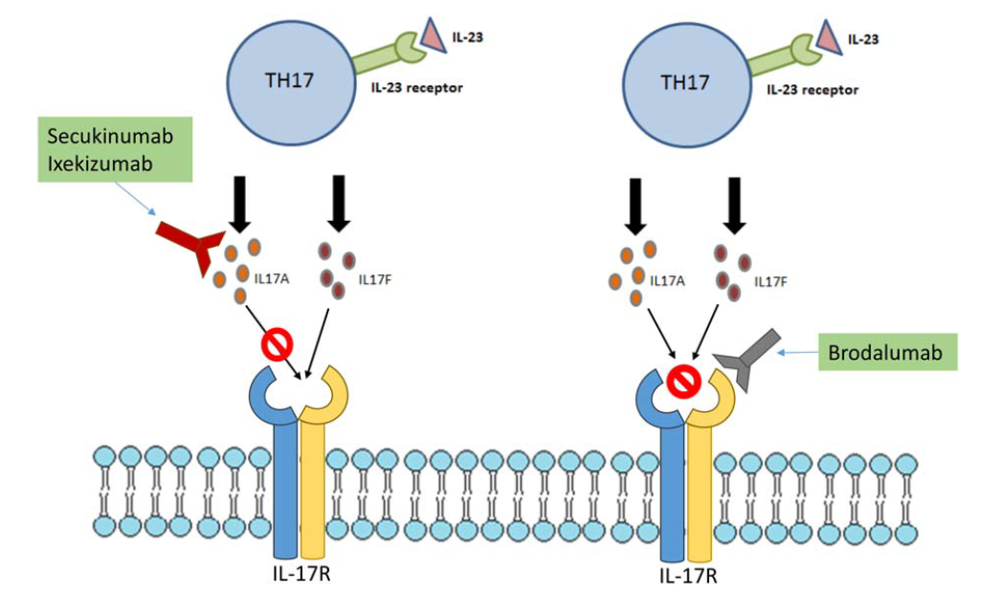 IL-23
TH17
IL-23 receptor
Secukinumab
Ixekizumab
IL17A
IL17F
IL-17R
IL-23
TH17
IL-23 receptor
IL17A
IL17F
Brodalumab
IL-17R